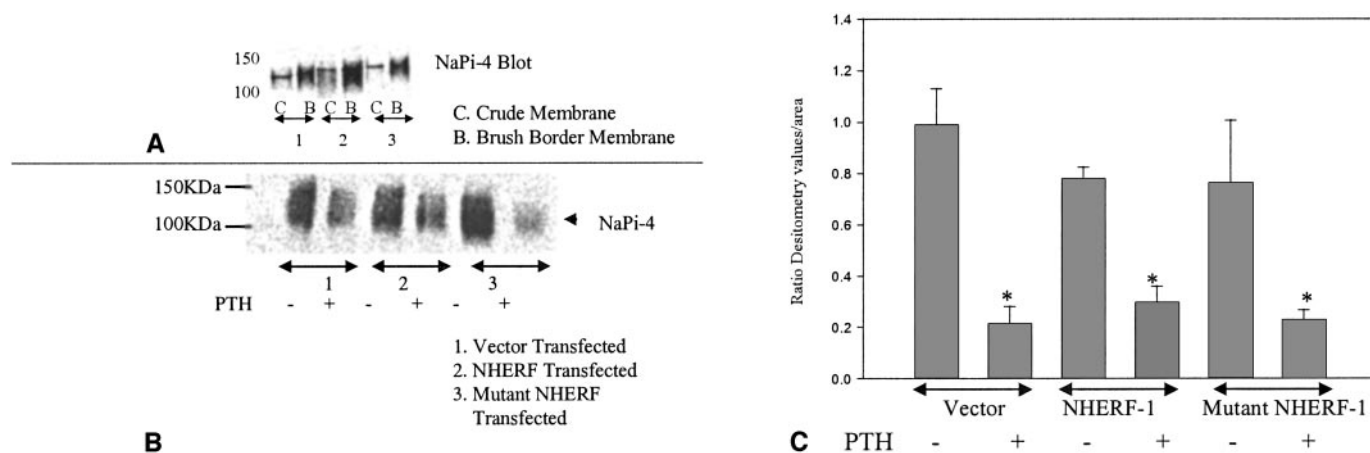 150
NaPi-4 Blot
100
C B C B C B
C. Crude Membrane
1 2 3
B. Brush Border Membrane
A
150KDa
100KDa
NaPi-4
1 2 3
PTH - + - + - +
1. Vector Transfected
2. NHERF Transfected
3. Mutant NHERF
Transfected
B
Ratio Desitometry values/area
1.4
1.2
1.0
0.8
0.6
0.4
0.2
0.0
* * *
Vector NHERF-1 Mutant NHERF-1
C PTH - + - + - +